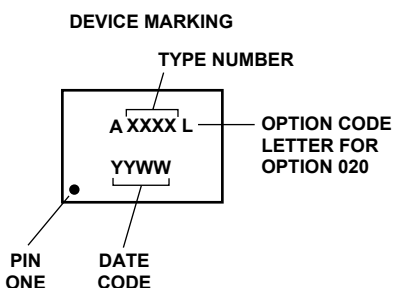 DEVICE MARKING
TYPE NUMBER
A XXXX L
OPTION CODE
LETTER FOR
OPTION 020
YYWW
PIN
ONE
DATE
CODE